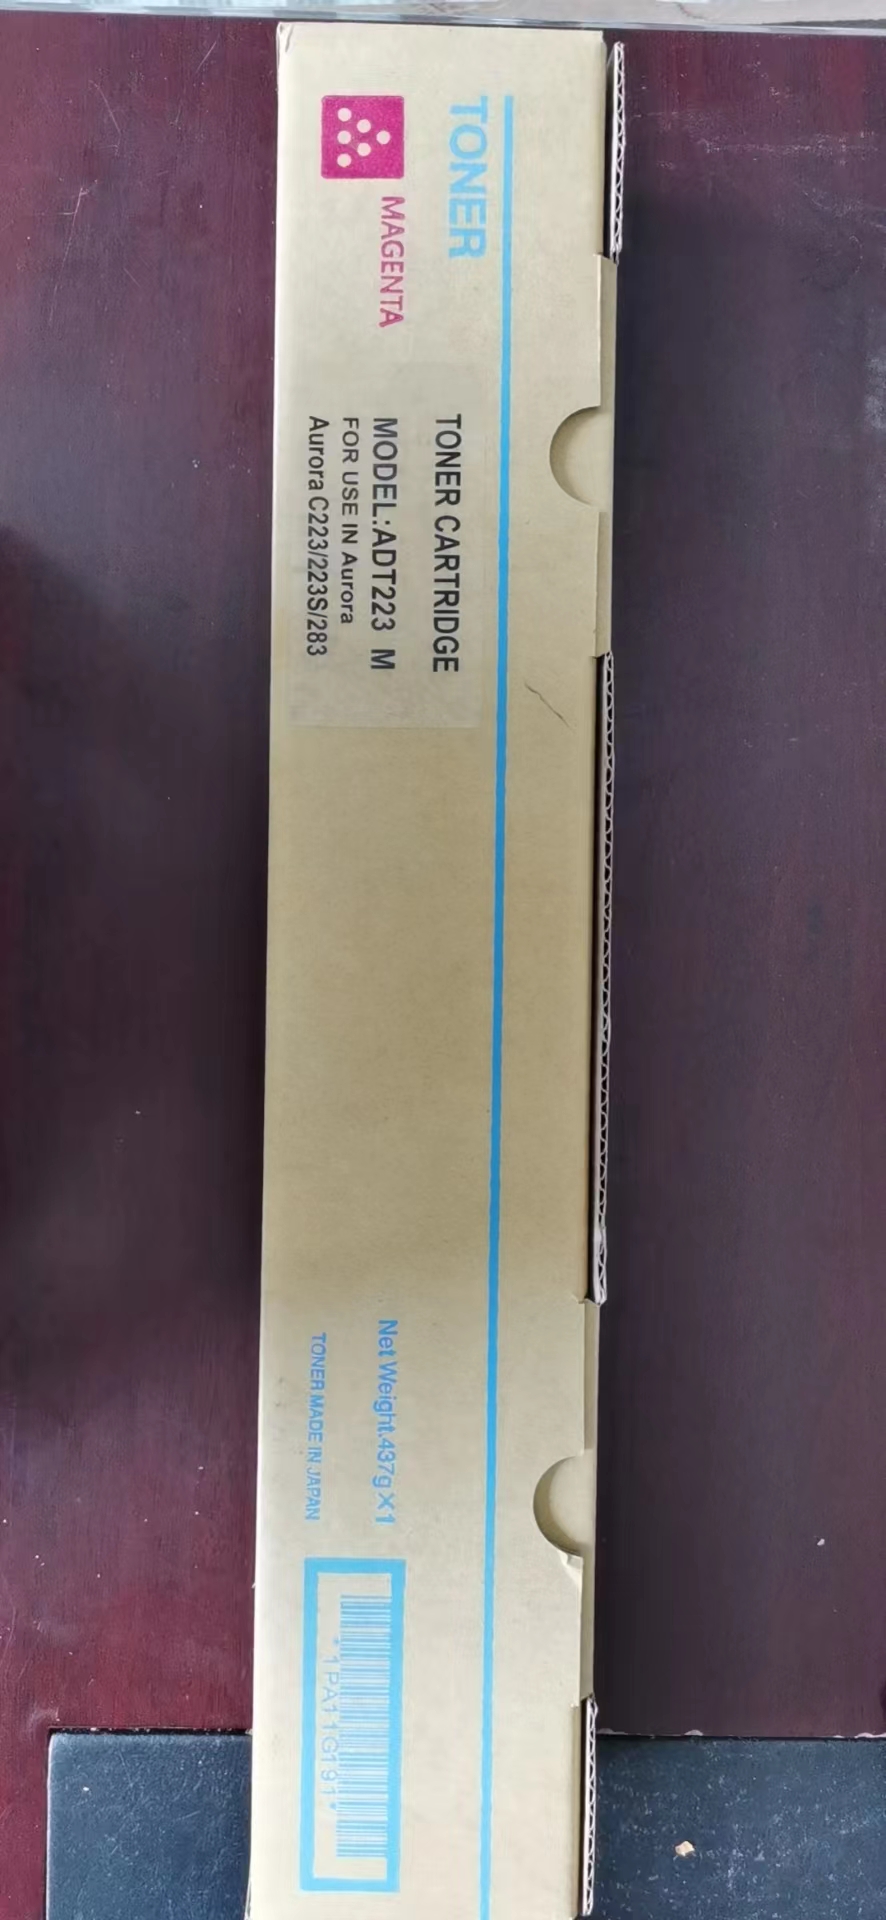 TONER
MAGENTA
TONER CARTRIDGE
MODEL:ADT223 M
FOR USE IN Aurora
Aurora C223/223S/283
Net Weight.437g X1
TONER MADE IN JAPAN
*1PA11G191*